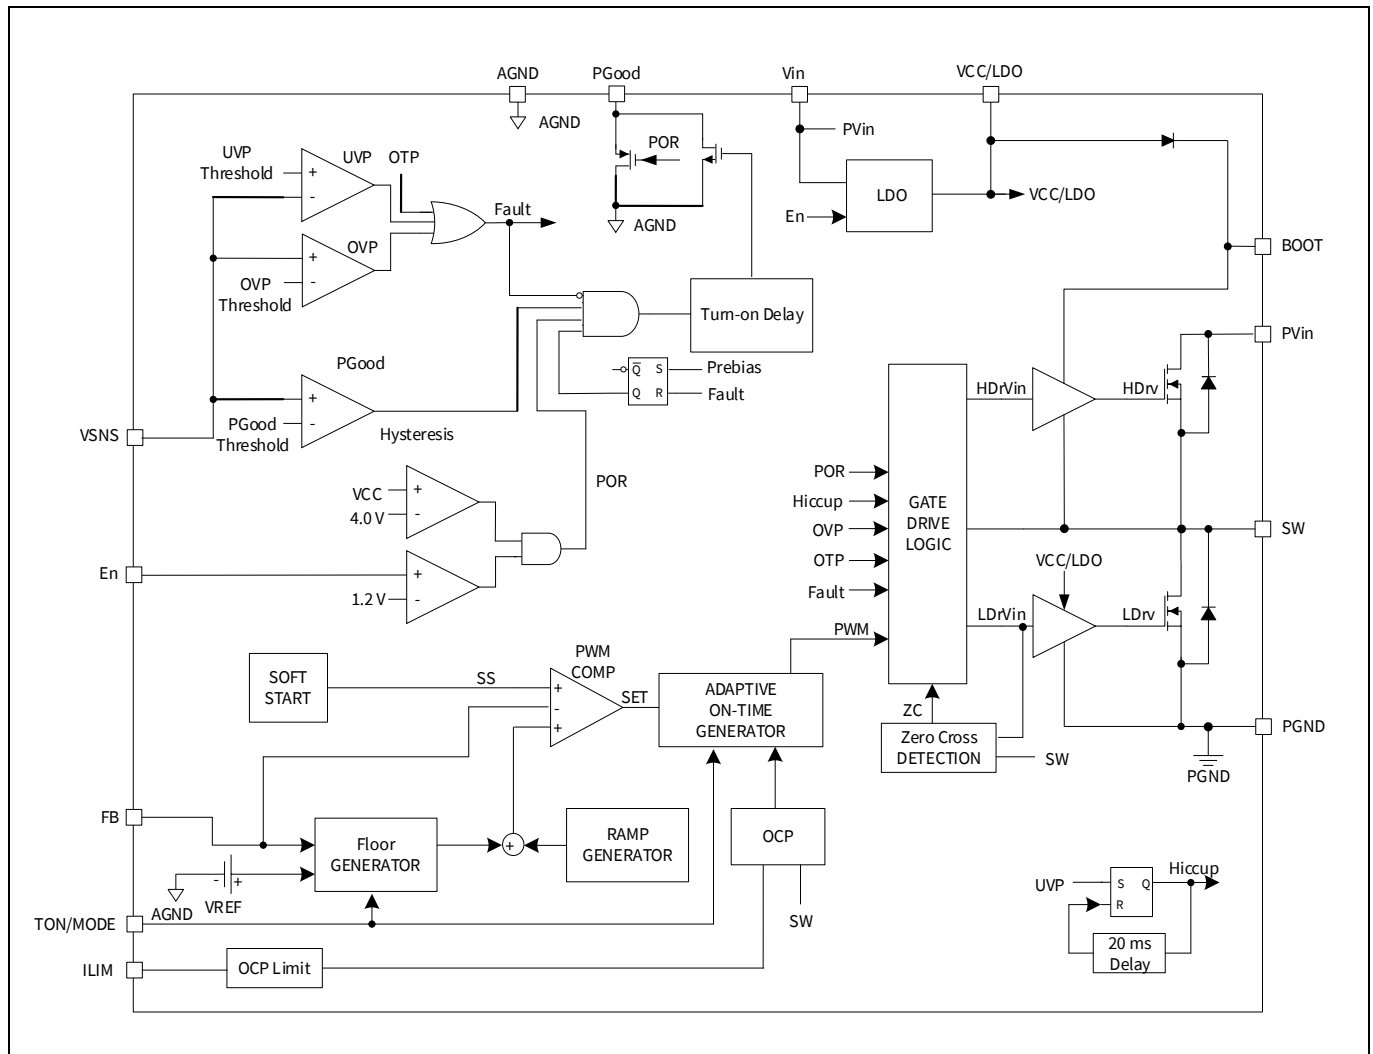 AGND
PGood
Vin
VCC/LDO
AGND
PVin
POR
UVP
Threshold
+
-
UVP
OTP
Fault
AGND
LDO
En
VCC/LDO
BOOT
OVP
Threshold
+
-
OVP
Turn-on Delay
PVin
PGood
Q
S
Q
R
Prebias
Fault
HDrVin
HDrv
+
-
PGood
Threshold
Hysteresis
VSNS
POR
VCC
4.0 V
+
-
POR
Hiccup
OVP
OTP
Fault
PWM
GATE
DRIVE
LOGIC
SW
En
1.2 V
+
-
VCC/LDO
LDrVin
LDrv
SOFT
START
SS
PWM
COMP
+
-
+
SET
ADAPTIVE
ON-TIME
GENERATOR
ZC
Zero Cross
DETECTION
SW
PGND
PGND
FB
Floor
GENERATOR
+
RAMP
GENERATOR
OCP
SW
-
+
VREF
AGND
TON/MODE
ILIM
OCP Limit
UVP
S
Q
R
Hiccup
20 ms
Delay